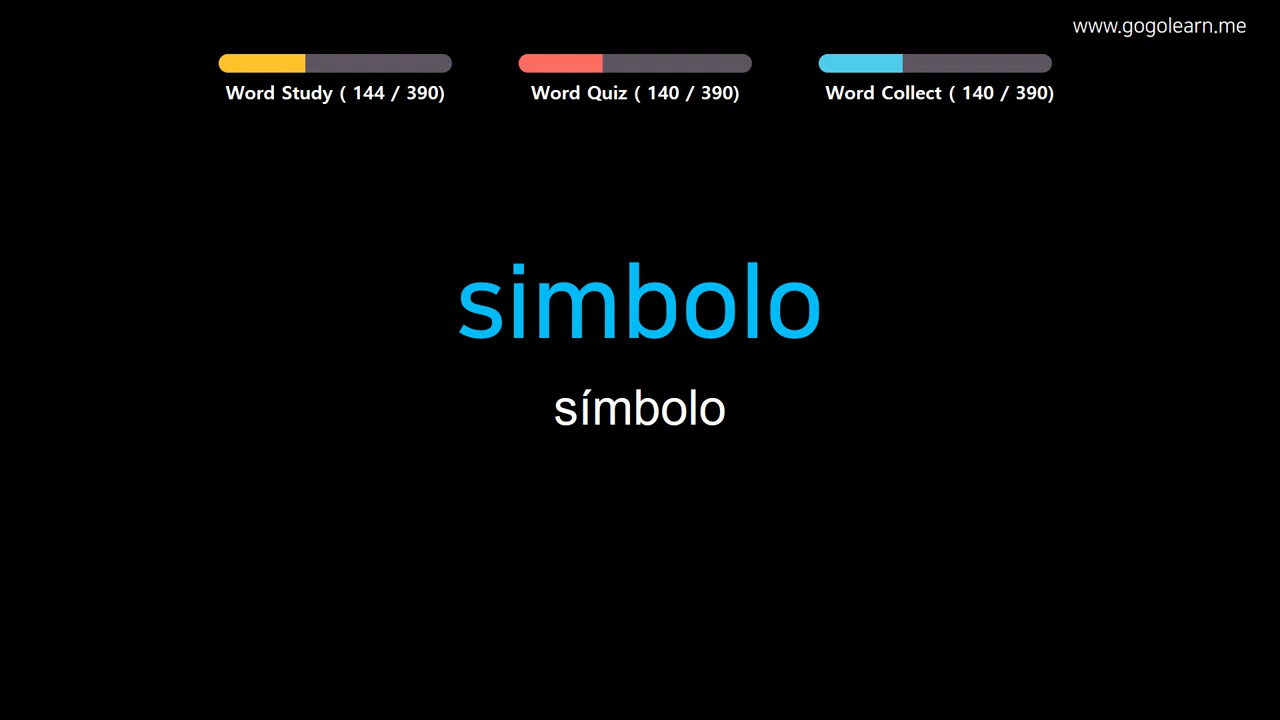 www.gogolearn.me
Word Study ( 144 / 390)
Word Quiz ( 140 / 390)
Word Collect ( 140 / 390)
simbolo
símbolo